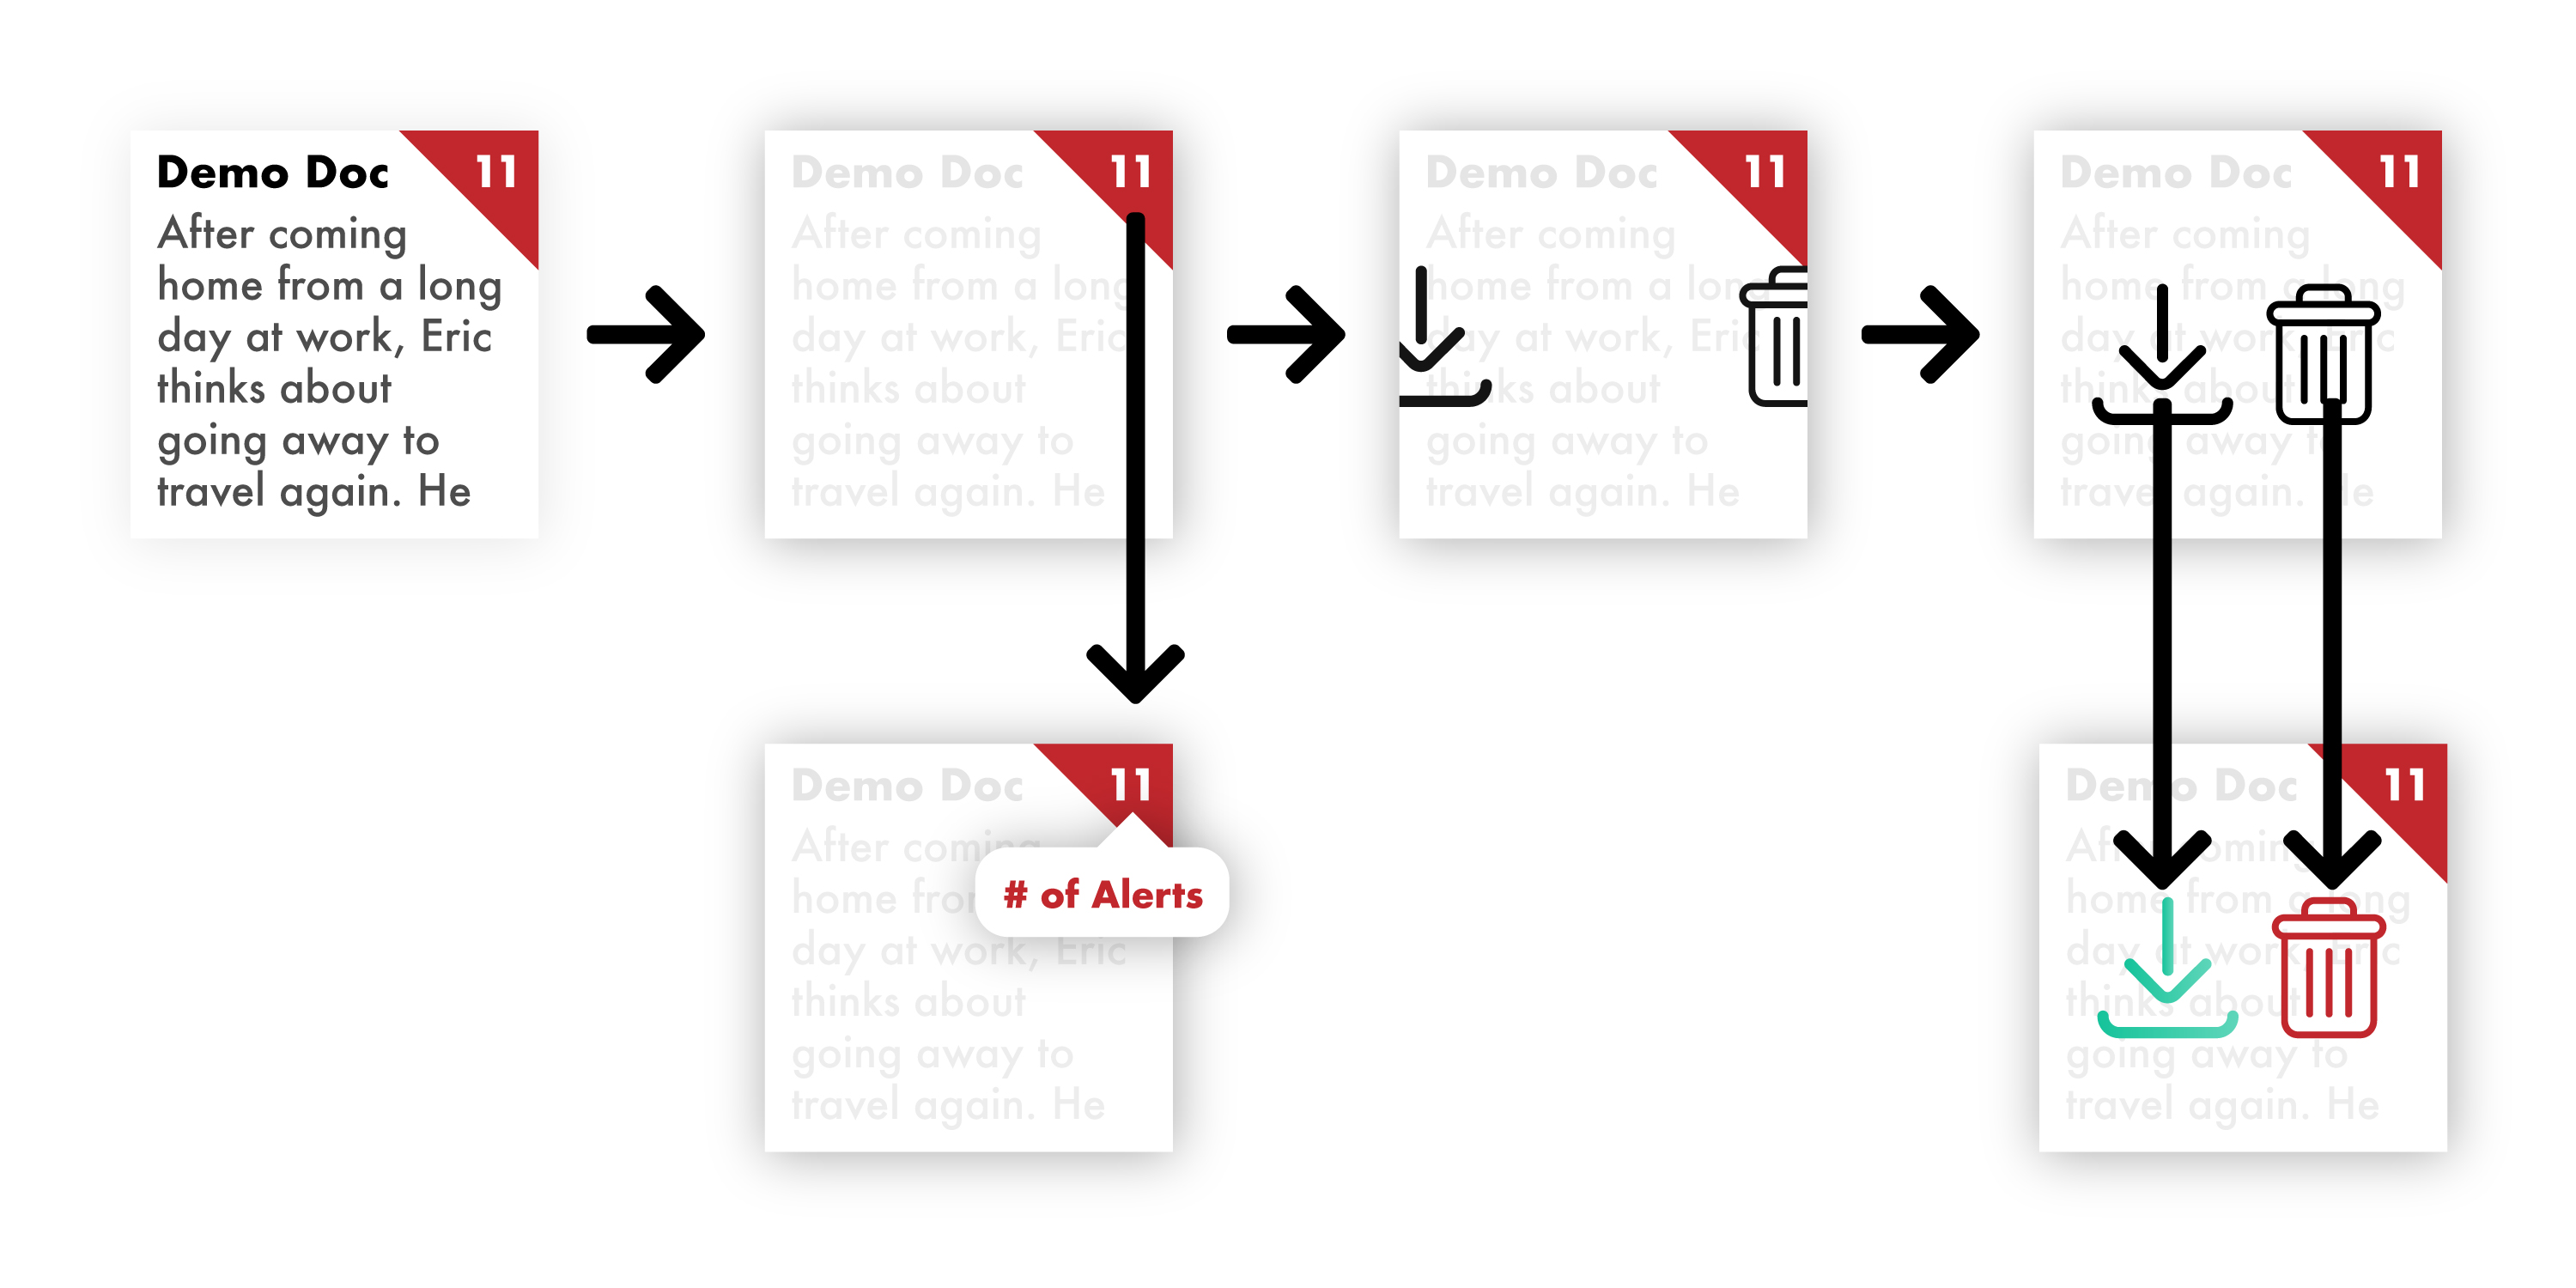 Demo Doc 11
After coming
home from a long
day at work, Eric
thinks about
going away to
travel again. He
Demo Doc 11
After coming
home from a long
day at work, Eric
thinks about
going away to
travel again. He
Demo Doc 11
After coming
home from a long
day at work, Eric
thinks about
going away to
travel again. He
Demo Doc 11
After coming
home from a long
day at work, Eric
thinks about
going away to
travel again. He
Demo Doc 11
After coming
# of Alerts
home from
day at work, Eric
thinks about
going away to
travel again. He
Demo Doc 11
After coming
home from a long
day at work, Eric
thinks about
going away to
travel again. He